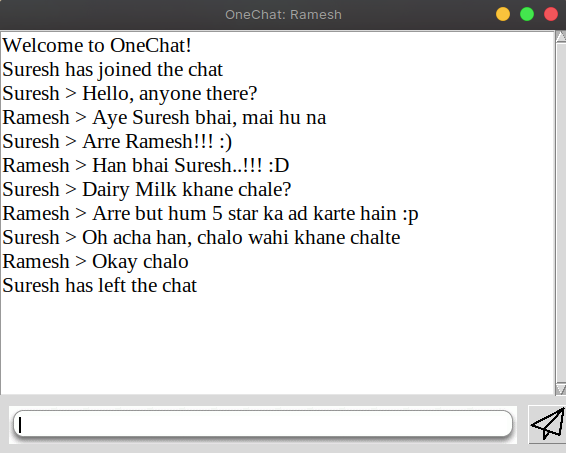 OneChat: Ramesh
Welcome to OneChat!
Suresh has joined the chat
Suresh > Hello, anyone there?
Ramesh > Aye Suresh bhai, mai hu na
Suresh > Arre Ramesh!!! :)
Ramesh > Han bhai Suresh..!!! :D
Suresh > Dairy Milk khane chale?
Ramesh > Arre but hum 5 star ka ad karte hain :p
Suresh > Oh acha han, chalo wahi khane chalte
Ramesh > Okay chalo
Suresh has left the chat